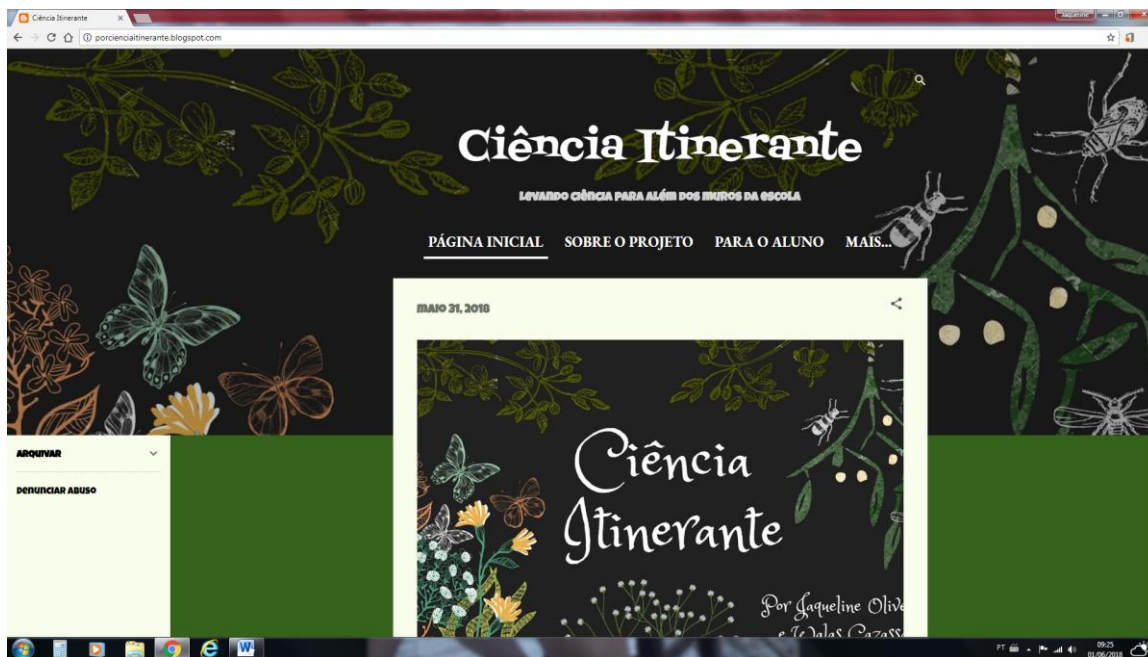 Ciência Itinerante
Jaqueline
porcienciaitinerante.blogspot.com
Ciência Itinerante
Levando ciência para além dos muros da escola
PÁGINA INICIAL SOBRE O PROJETO PARA O ALUNO MAIS...
maio 31, 2018
ARQUIVAR
Denunciar abuso
Ciência
Itinerante
Por Jaqueline
PT
09:25
01/06/2018